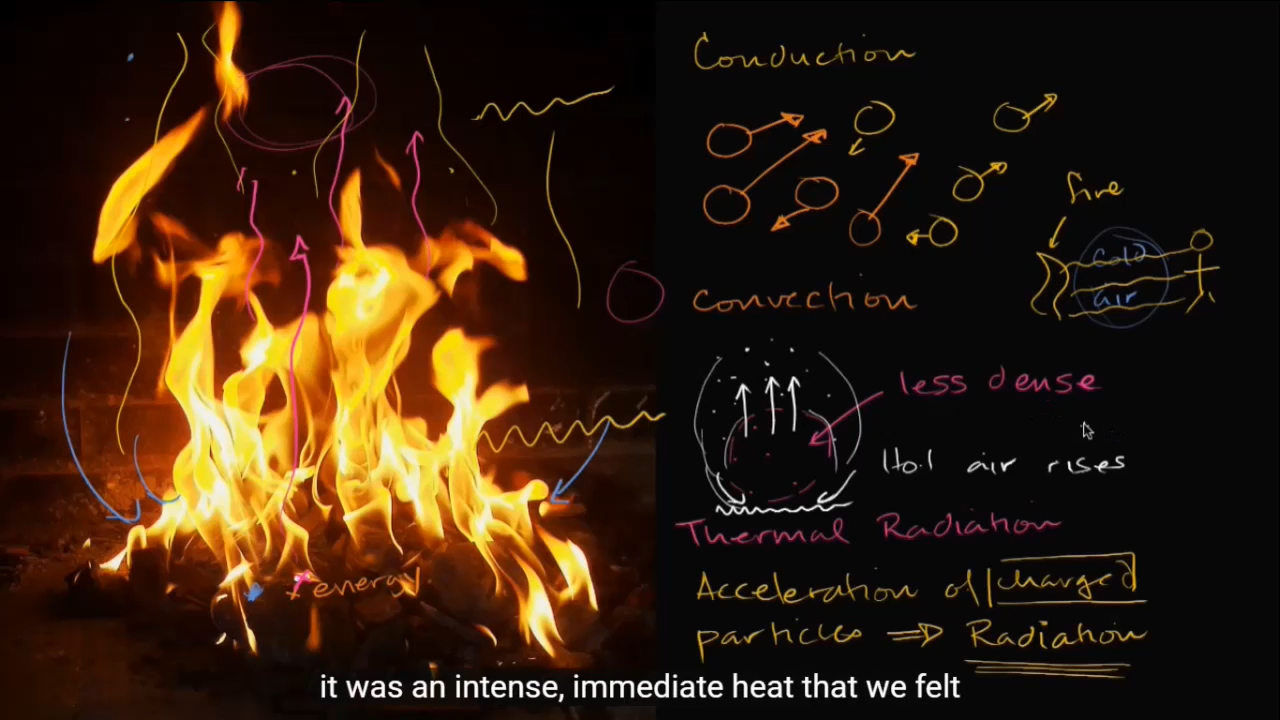 Conduction
fire
cold
air
Convection
less dense
Hot air rises
Thermal Radiation
Acceleration of charged
particles ⇒ Radiation
energy
it was an intense, immediate heat that we felt